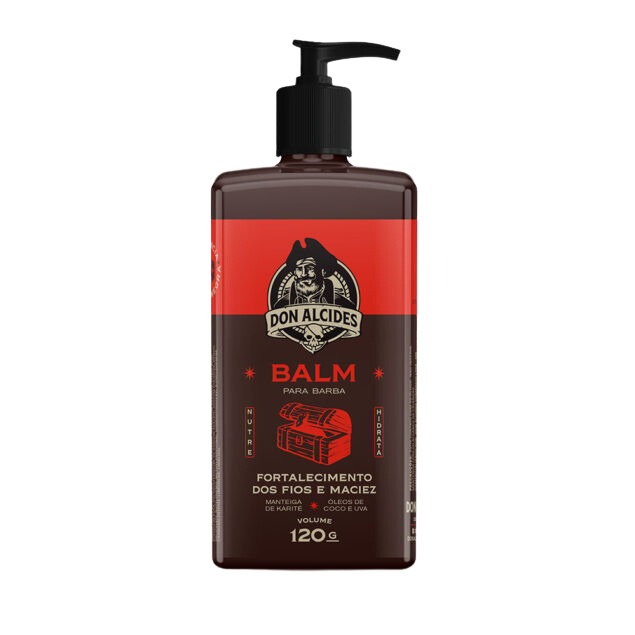 DON ALCIDES
BALM
PARA BARBA
NUTRE
HIDRATA
FORTALECIMENTO
DOS FIOS E MACIEZ
MANTEIGA
DE KARITÉ
ÓLEOS DE
COCO E UVA
VOLUME
120G
DON